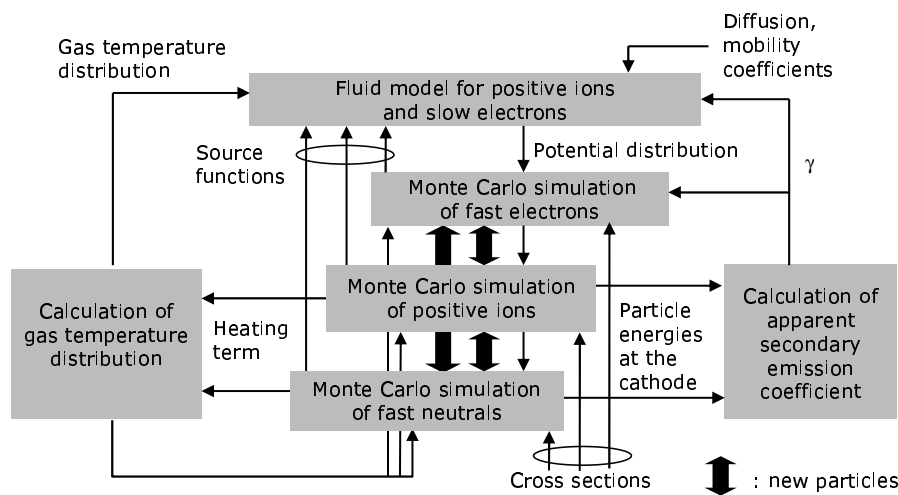 Gas temperature
distribution
Diffusion,
mobility
coefficients
Fluid model for positive ions
and slow electrons
Source
functions
Potential distribution
γ
Monte Carlo simulation
of fast electrons
Calculation of
gas temperature
distribution
Heating
term
Monte Carlo simulation
of positive ions
Particle
energies
at the
cathode
Calculation of
apparent
secondary
emission
coefficient
Monte Carlo simulation
of fast neutrals
Cross sections
: new particles